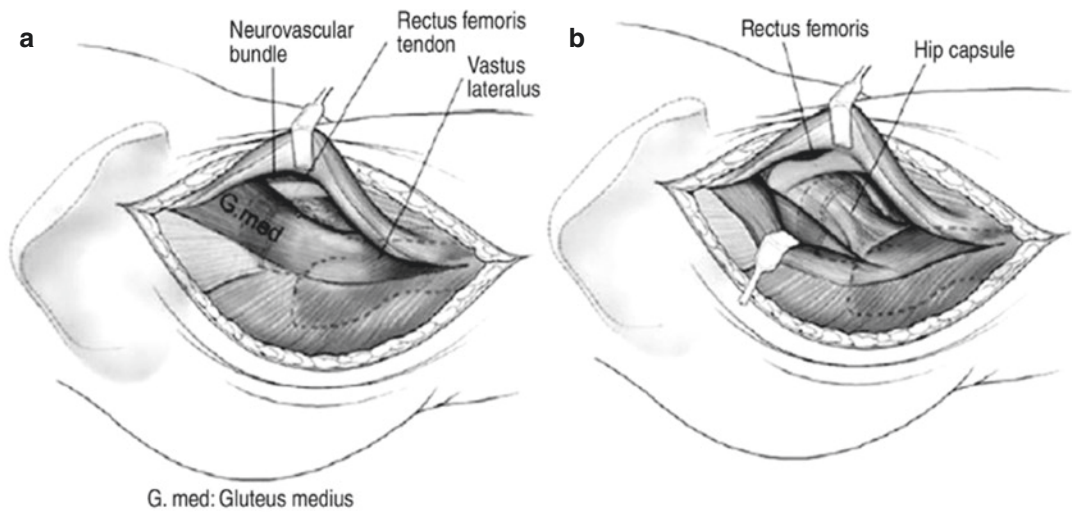 a
Neurovascular
bundle
Rectus femoris
tendon
Vastus
lateralus
G.med
G. med: Gluteus medius
b
Rectus femoris
Hip capsule